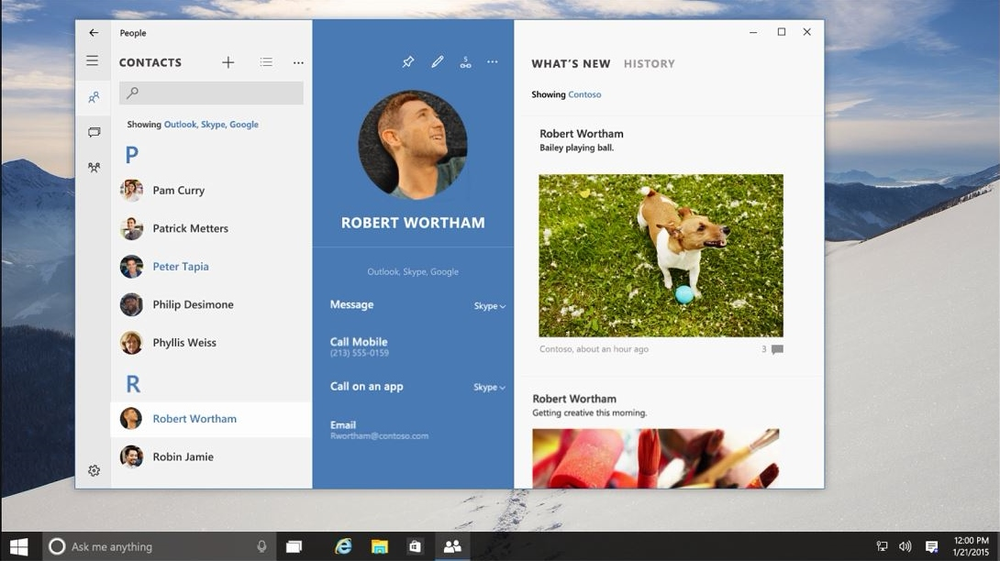 People
CONTACTS
Showing Outlook, Skype, Google
P
Pam Curry
Patrick Metters
Peter Tapia
Philip Desimone
Phyllis Weiss
R
Robert Wortham
Robin Jamie
5
ROBERT WORTHAM
Outlook, Skype, Google
Message Skype
Call Mobile
(213) 555-0159
Call on an app Skype
Email
Rwortham@contoso.com
WHAT'S NEW HISTORY
Showing Contoso
Robert Wortham
Bailey playing ball.
Contoso, about an hour ago 3
Robert Wortham
Getting creative this morning.
Ask me anything
12:00 PM
1/21/2015